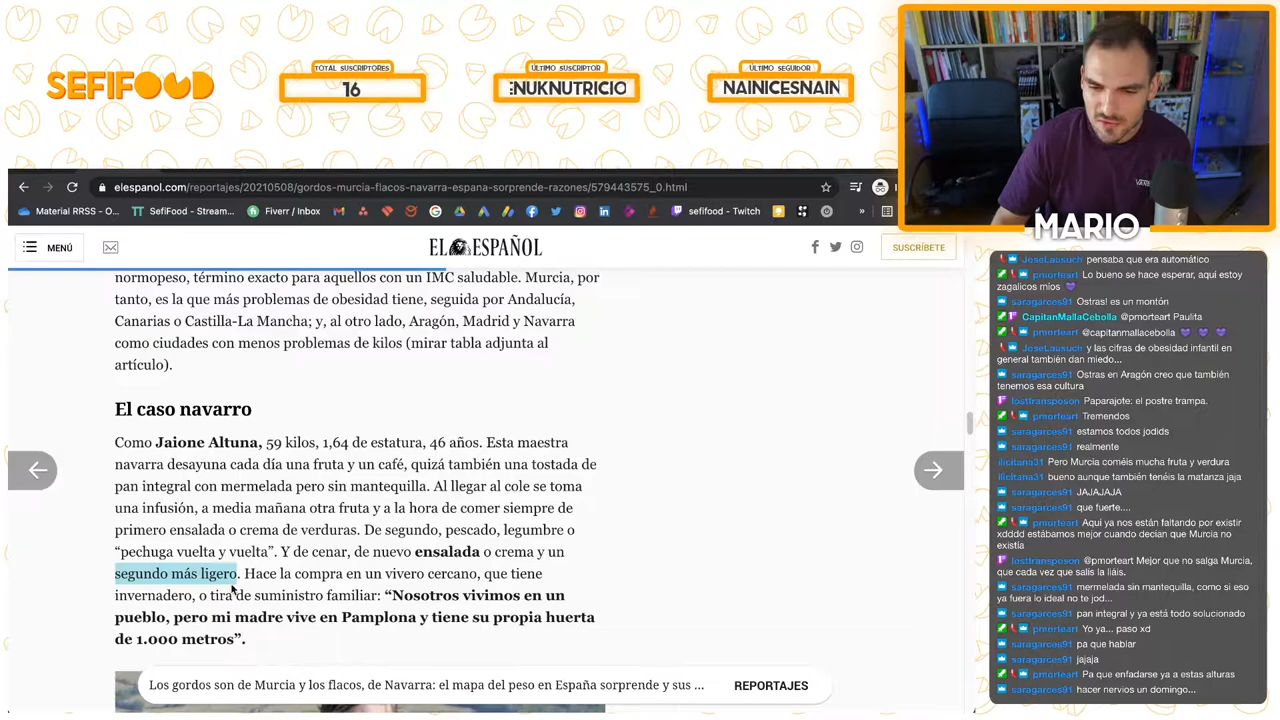 SEFIFOOD
TOTAL SUSCRIPTORES
16
ÚLTIMO SUSCRIPTOR
ENUKNUTRICIO
ÚLTIMO SEGUIDOR
NAINICESNAIN
MARIO
elespanol.com/reportajes/20210508/gordos-murcia-flacos-navarra-espana-sorprende-razones/579443575_0.html
Material RRSS - O...
SefiFood - Stream...
Fiverr / Inbox
sefifood - Twitch
»
MENÚ
EL ESPAÑOL
SUSCRÍBETE
normopeso, término exacto para aquellos con un IMC saludable. Murcia, por
tanto, es la que más problemas de obesidad tiene, seguida por Andalucía,
Canarias o Castilla-La Mancha; y, al otro lado, Aragón, Madrid y Navarra
como ciudades con menos problemas de kilos (mirar tabla adjunta al
artículo).
El caso navarro
Como Jaione Altuna, 59 kilos, 1,64 de estatura, 46 años. Esta maestra
navarra desayuna cada día una fruta y un café, quizá también una tostada de
pan integral con mermelada pero sin mantequilla. Al llegar al cole se toma
una infusión, a media mañana otra fruta y a la hora de comer siempre de
primero ensalada o crema de verduras. De segundo, pescado, legumbre o
“pechuga vuelta y vuelta”. Y de cenar, de nuevo ensalada o crema y un
segundo más ligero. Hace la compra en un vivero cercano, que tiene
invernadero, o tira de suministro familiar: “Nosotros vivimos en un
pueblo, pero mi madre vive en Pamplona y tiene su propia huerta
de 1.000 metros”.
Los gordos son de Murcia y los flacos, de Navarra: el mapa del peso en España sorprende y sus ...
REPORTAJES
JoseLausuch pensaba que era automático
pmorteart Lo bueno se hace esperar, aquí estoy
zagalicos míos
saragarces91 Ostras! es un montón
CapitanMallaCebolla @pmorteart Paulita
pmorteart @capitanmallacebolla
JoseLausuch y las cifras de obesidad infantil en
general también dan miedo...
saragarces91 Ostras en Aragón creo que también
tenemos esa cultura
losttransposon Paparajote: el postre trampa.
pmorteart Tremendos
saragarces91 estamos todos jodids
saragarces91 realmente
ilicitana31 Pero Murcia coméis mucha fruta y verdura
ilicitana31 bueno aunque también tenéis la matanza jaja
saragarces91 JAJAJAJA
saragarces91 que fuerte....
pmorteart Aquí ya nos están faltando por existir
xdddd estábamos mejor cuando decían que Murcia no
existía
losttransposon @pmorteart Mejor que no salga Murcia,
que cada vez que salís la liáis.
saragarces91 mermelada sin mantequilla, como si eso
ya fuera lo ideal no te jod...
saragarces91 pan integral y ya está todo solucionado
pmorteart Yo ya... paso xd
saragarces91 pa que hablar
saragarces91 jajaja
pmorteart Pa que enfadarse ya a estas alturas
saragarces91 hacer nervios un domingo...